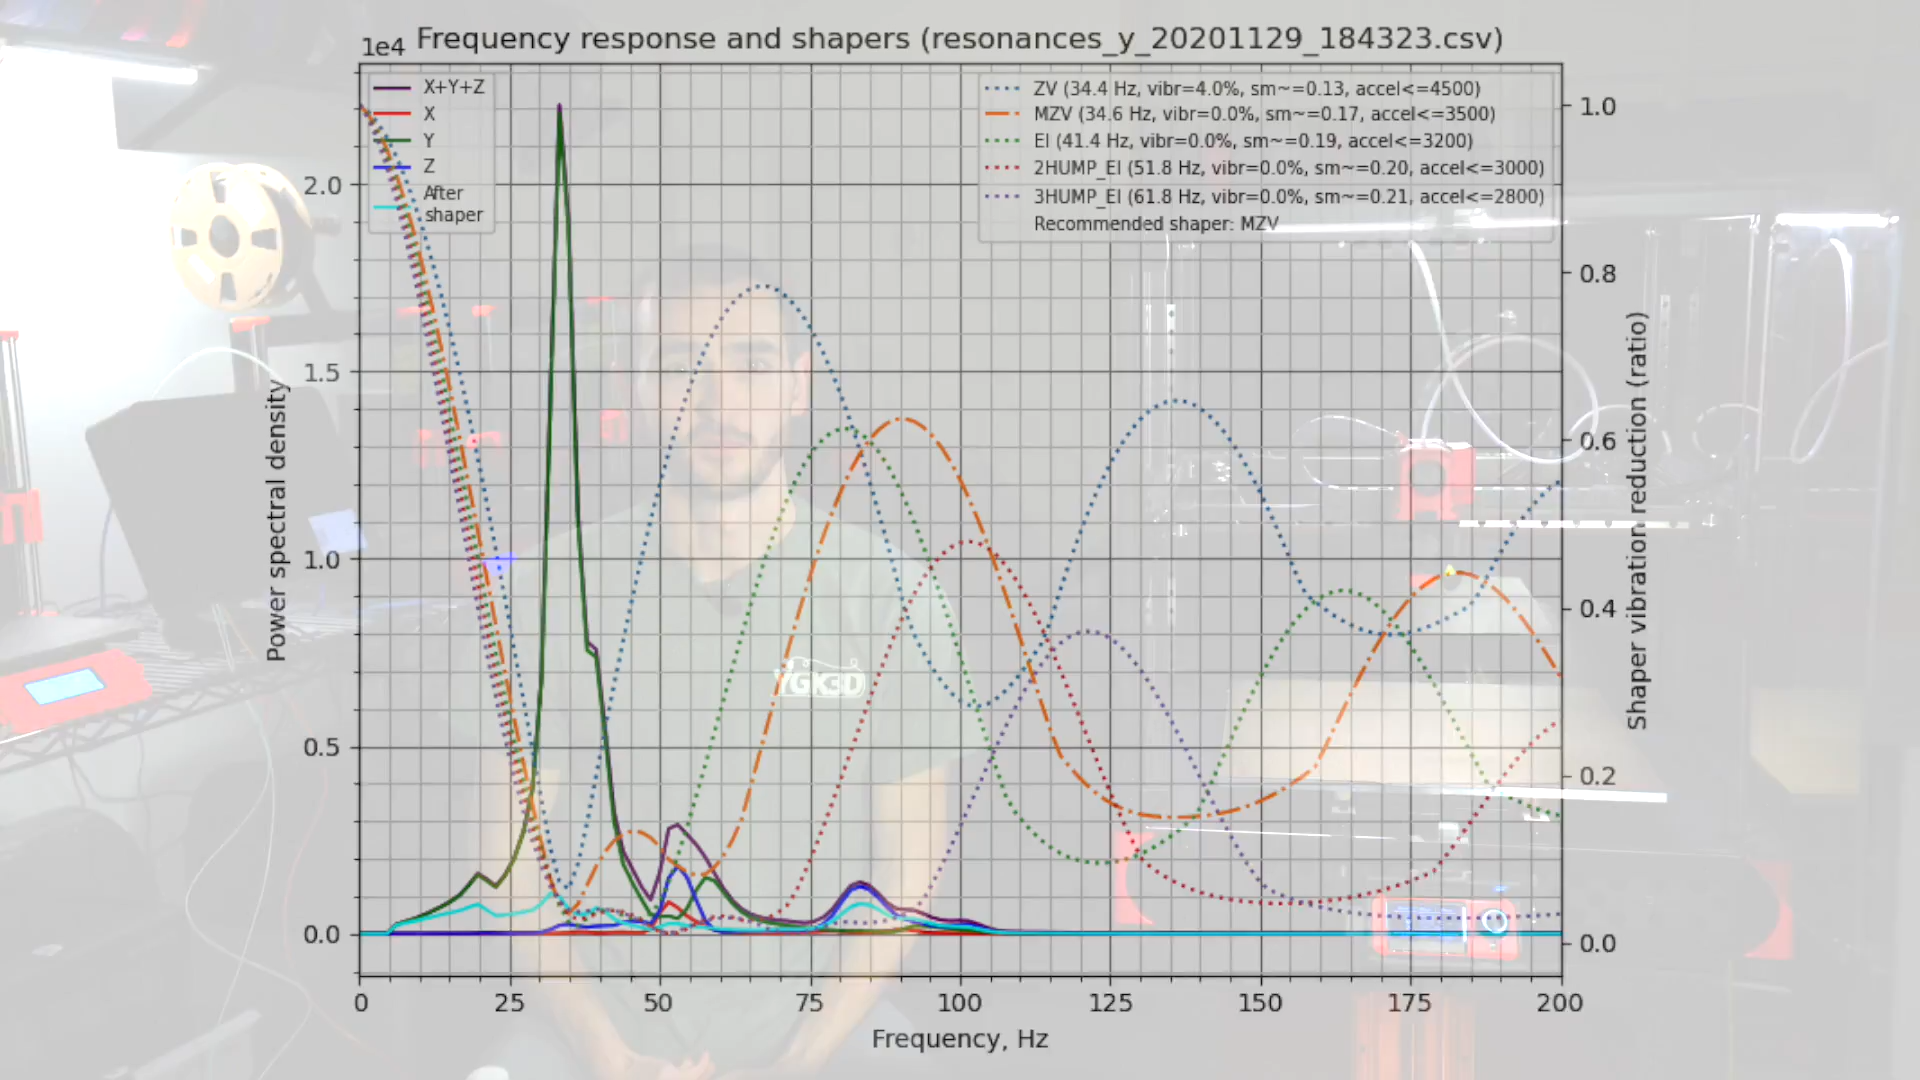 1e4 Frequency response and shapers (resonances_y_20201129_184323.csv)
X+Y+Z
X
Y
Z
After
shaper
ZV (34.4 Hz, vibr=4.0%, sm~=0.13, accel<=4500)
MZV (34.6 Hz, vibr=0.0%, sm~=0.17, accel<=3500)
EI (41.4 Hz, vibr=0.0%, sm~=0.19, accel<=3200)
2HUMP_EI (51.8 Hz, vibr=0.0%, sm~=0.20, accel<=3000)
3HUMP_EI (61.8 Hz, vibr=0.0%, sm~=0.21, accel<=2800)
Recommended shaper: MZV
2.0
1.5
1.0
0.5
0.0
Power spectral density
1.0
0.8
0.6
0.4
0.2
0.0
Shaper vibration reduction (ratio)
YGK3D
0 25 50 75 100 125 150 175 200
Frequency, Hz